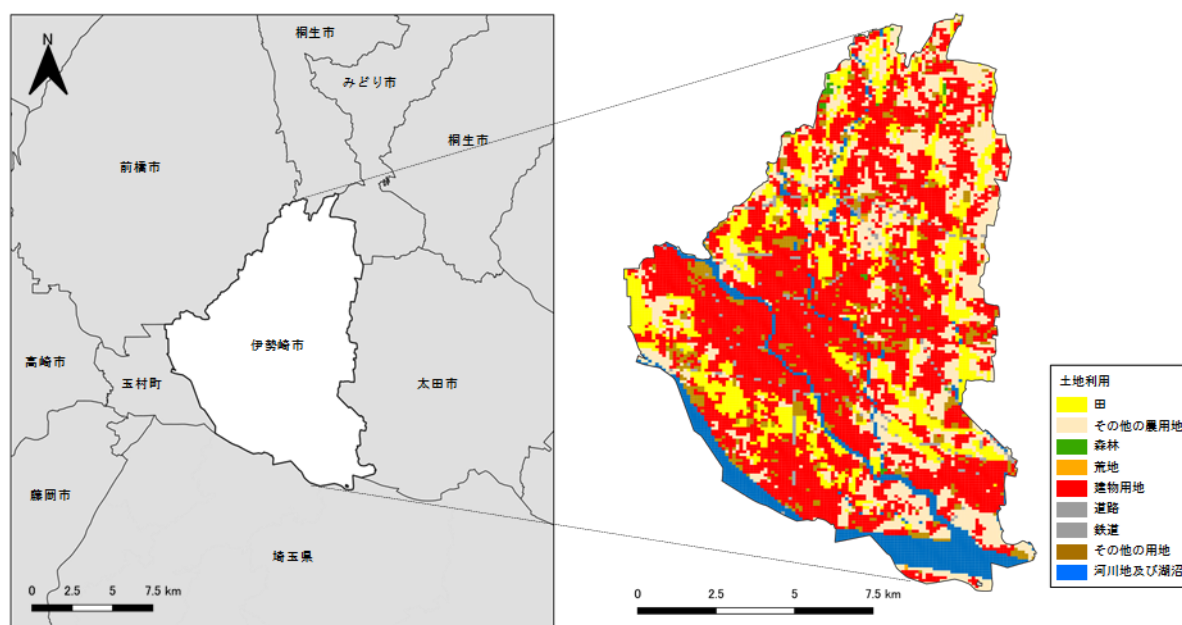 N
桐生市
みどり市
桐生市
前橋市
伊勢崎市
高崎市
玉村町
太田市
藤岡市
埼玉県
0 2.5 5 7.5 km
土地利用
田
その他の農用地
森林
荒地
建物用地
道路
鉄道
その他の用地
河川地及び湖沼
0 2.5 5 7.5 km